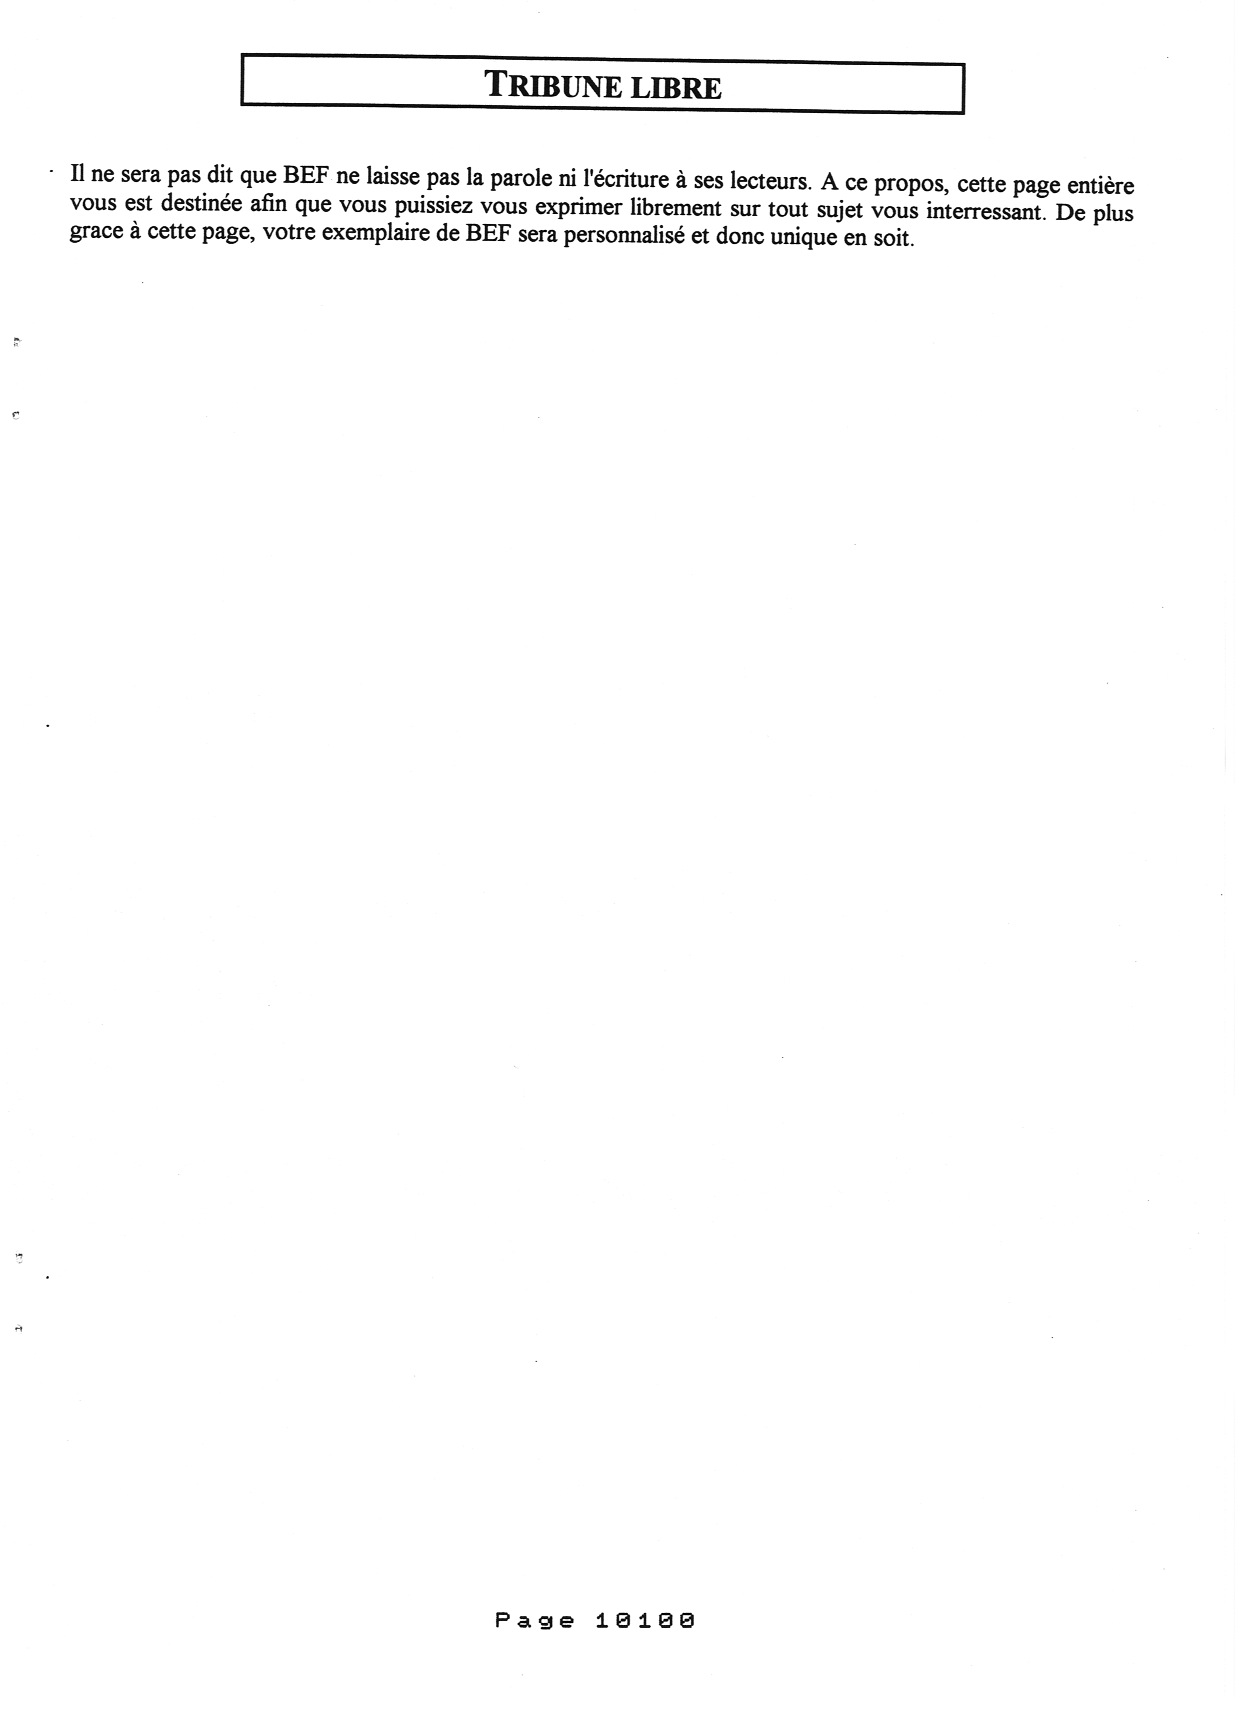 TRIBUNE LIBRE
Il ne sera pas dit que BEF ne laisse pas la parole ni l'écriture à ses lecteurs. A ce propos, cette page entière
vous est destinée afin que vous puissiez vous exprimer librement sur tout sujet vous interressant. De plus
grace à cette page, votre exemplaire de BEF sera personnalisé et donc unique en soit.
Page 10100